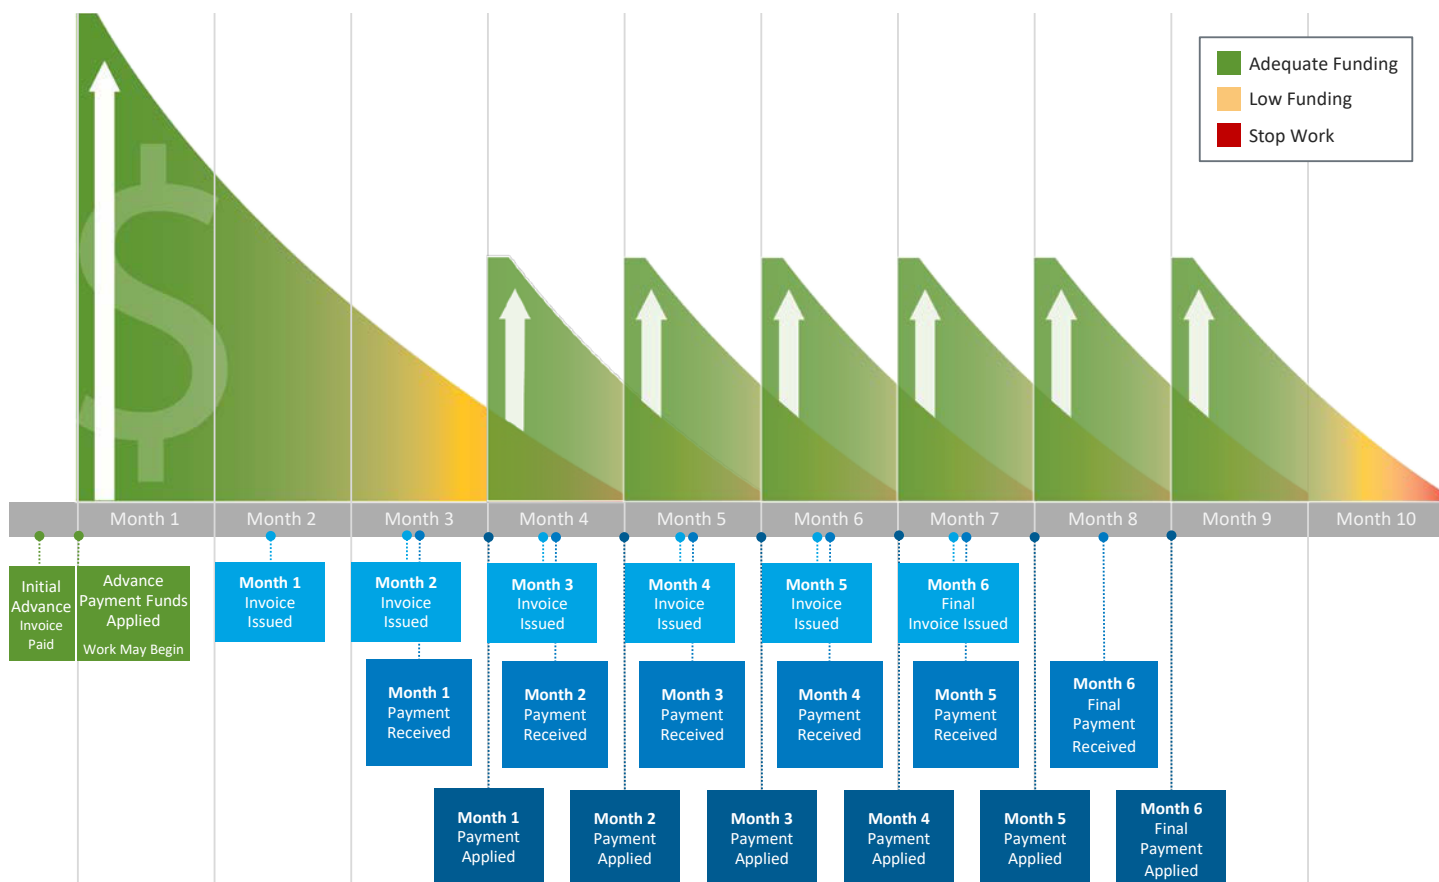 Adequate Funding
Low Funding
Stop Work
$
Month 1
Month 2
Month 3
Month 4
Month 5
Month 6
Month 7
Month 8
Month 9
Month 10
Initial
Advance
Invoice
Paid
Advance
Payment Funds
Applied
Work May Begin
Month 1
Invoice
Issued
Month 2
Invoice
Issued
Month 3
Invoice
Issued
Month 4
Invoice
Issued
Month 5
Invoice
Issued
Month 6
Final
Invoice Issued
Month 1
Payment
Received
Month 2
Payment
Received
Month 3
Payment
Received
Month 4
Payment
Received
Month 5
Payment
Received
Month 6
Final
Payment
Received
Month 1
Payment
Applied
Month 2
Payment
Applied
Month 3
Payment
Applied
Month 4
Payment
Applied
Month 5
Payment
Applied
Month 6
Final
Payment
Applied